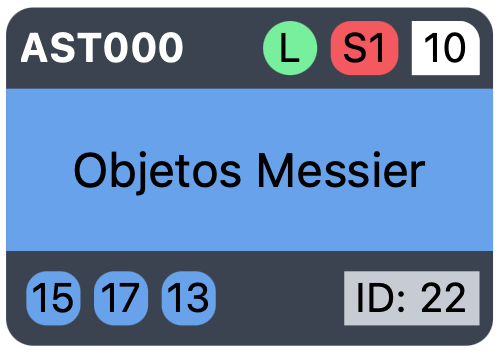 AST000 L S1 10
Objetos Messier
15 17 13 ID: 22